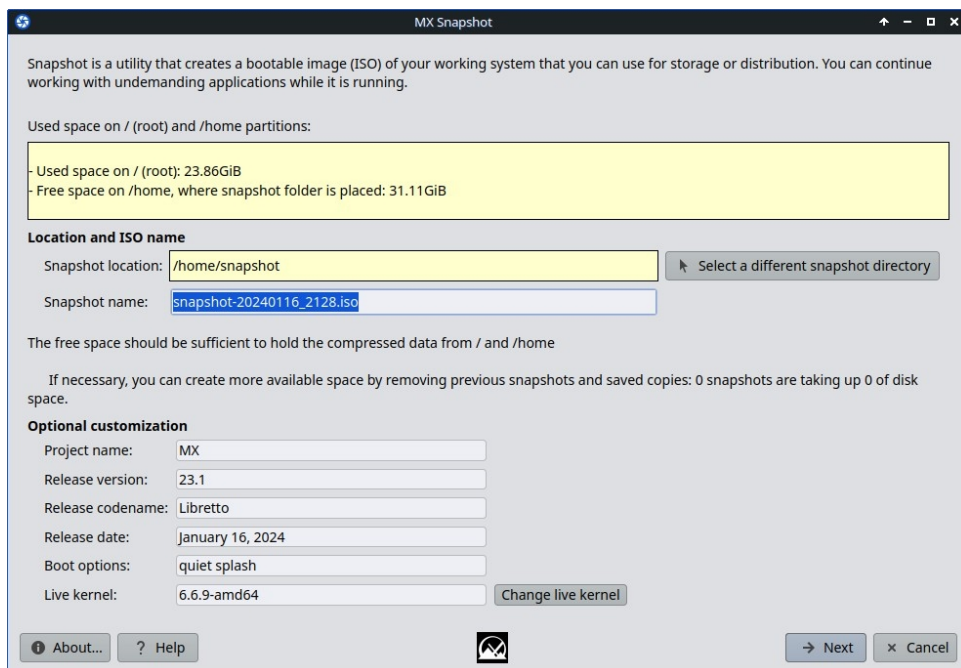 MX Snapshot
Snapshot is a utility that creates a bootable image (ISO) of your working system that you can use for storage or distribution. You can continue
working with undemanding applications while it is running.
Used space on / (root) and /home partitions:
- Used space on / (root): 23.86GiB
- Free space on /home, where snapshot folder is placed: 31.11GiB
Location and ISO name
Snapshot location: /home/snapshot Select a different snapshot directory
Snapshot name: snapshot-20240116_2128.iso
The free space should be sufficient to hold the compressed data from / and /home
If necessary, you can create more available space by removing previous snapshots and saved copies: 0 snapshots are taking up 0 of disk
space.
Optional customization
Project name: MX
Release version: 23.1
Release codename: Libretto
Release date: January 16, 2024
Boot options: quiet splash
Live kernel: 6.6.9-amd64 Change live kernel
About... ? Help Next Cancel